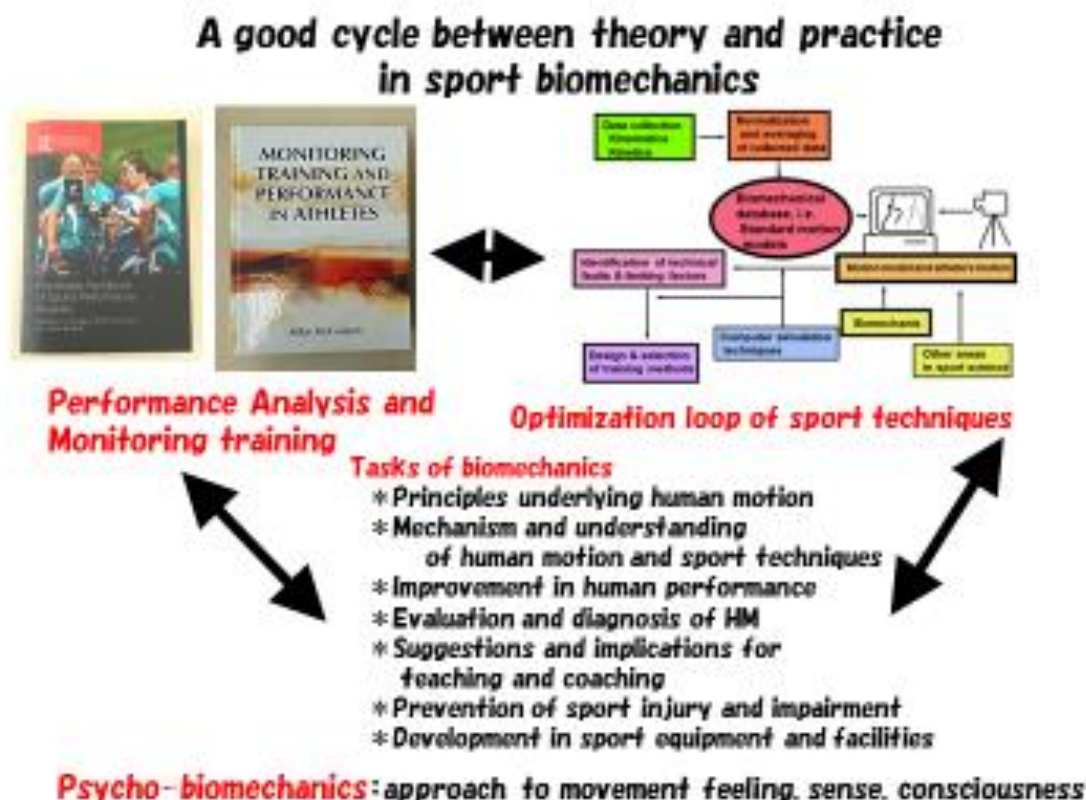 A good cycle between theory and practice
in sport biomechanics
MONITORING
TRAINING AND
PERFORMANCE
IN ATHLETES
Data collection
Kinematics
Kinetics
Normalization
and averaging
of collected data
Biomechanical
database, i.e.
Standard motion
models
Identification of technical
faults & limiting factors
Biomechanis
Computer simulation
techniques
Design & selection
of training methods
Other areas
in sport science
Performance Analysis and
Monitoring training
Optimization loop of sport techniques
Tasks of biomechanics
*Principles underlying human motion
*Mechanism and understanding
of human motion and sport techniques
*Improvement in human performance
*Evaluation and diagnosis of HM
*Suggestions and implications for
teaching and coaching
*Prevention of sport injury and impairment
*Development in sport equipment and facilities
Psycho-biomechanics:approach to movement feeling, sense, consciousness